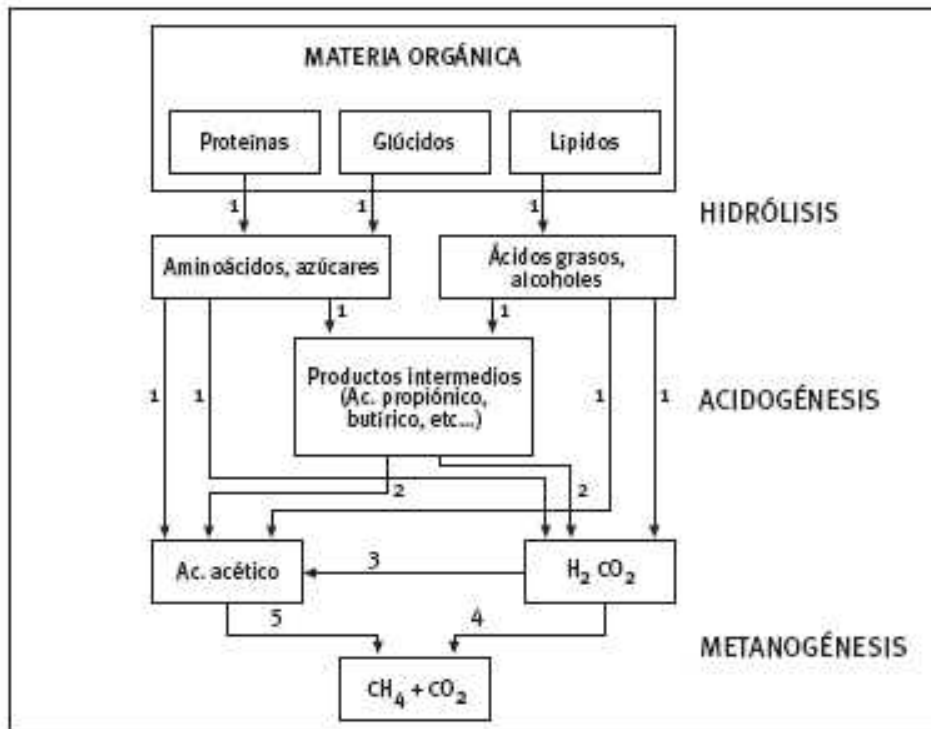 MATERIA ORGÁNICA
Proteínas
Glúcidos
Lípidos
1
1
1
HIDRÓLISIS
Aminoácidos, azúcares
Ácidos grasos,
alcoholes
1
1
1
1
1
1
Productos intermedios
(Ac. propiónico,
butírico, etc...)
ACIDOGÉNESIS
2
2
Ac. acético
3
H₂ CO₂
5
4
METANOGÉNESIS
CH₄ + CO₂